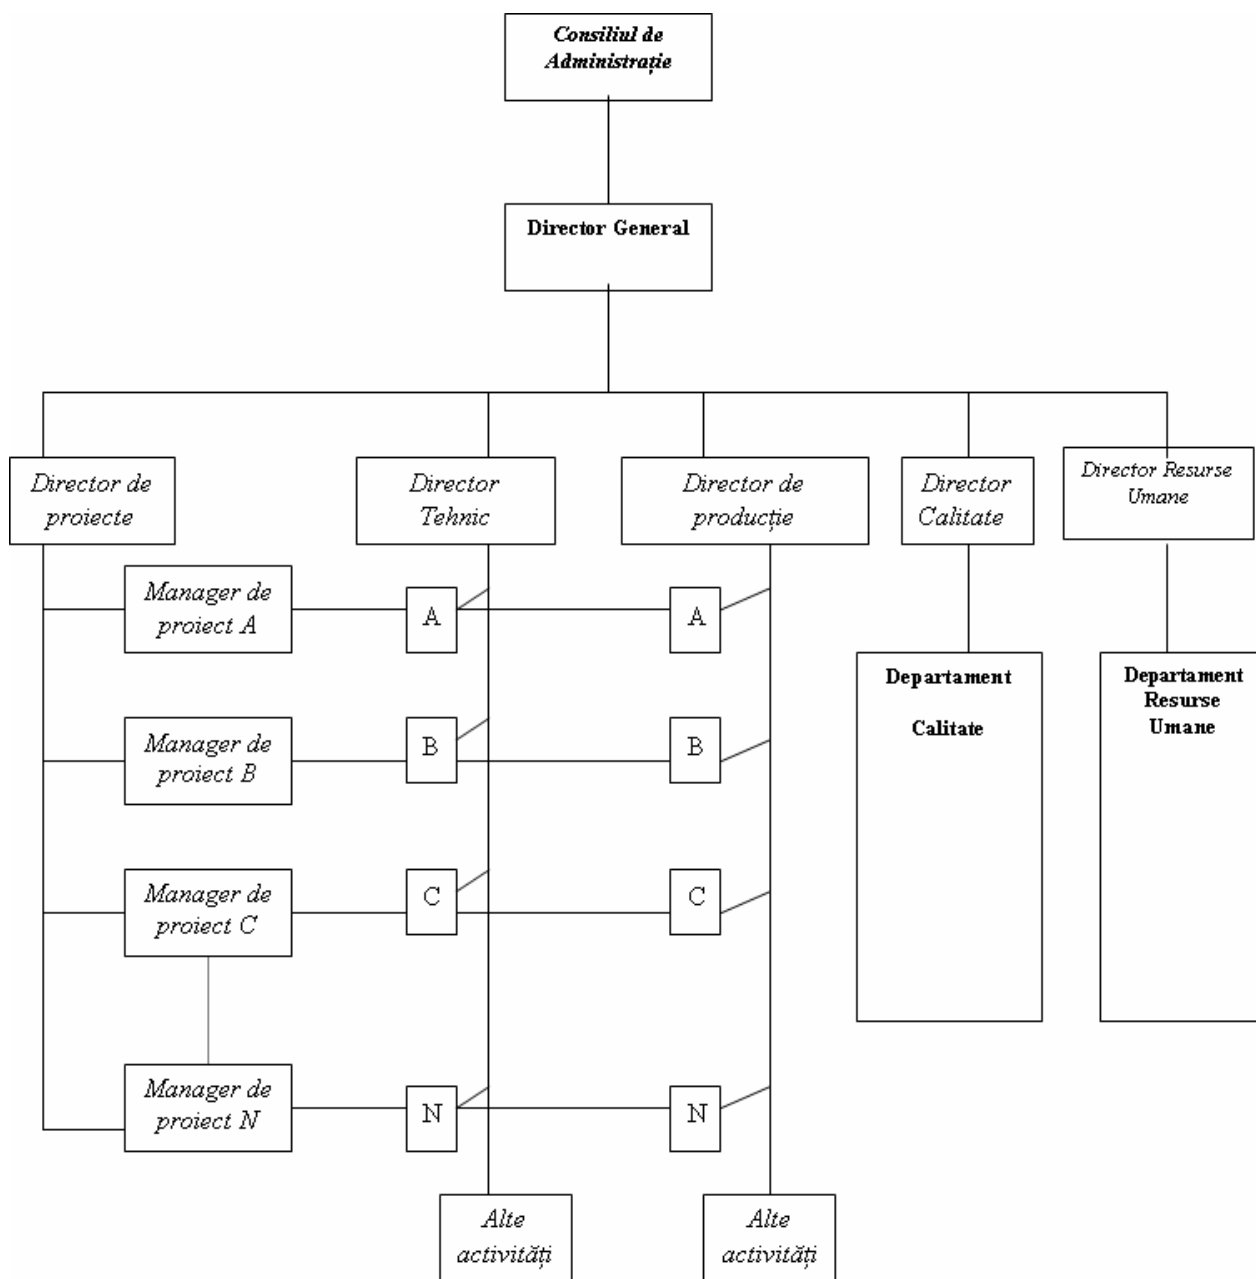 Consiliul de
Administrație
Director General
Director de
proiecte
Director
Tehnic
Director de
producție
Director
Calitate
Director Resurse
Umane
Manager de
proiect A
A
A
Departament
Calitate
Departament
Resurse
Umane
Manager de
proiect B
B
B
Manager de
proiect C
C
C
Manager de
proiect N
N
N
Alte
activități
Alte
activități